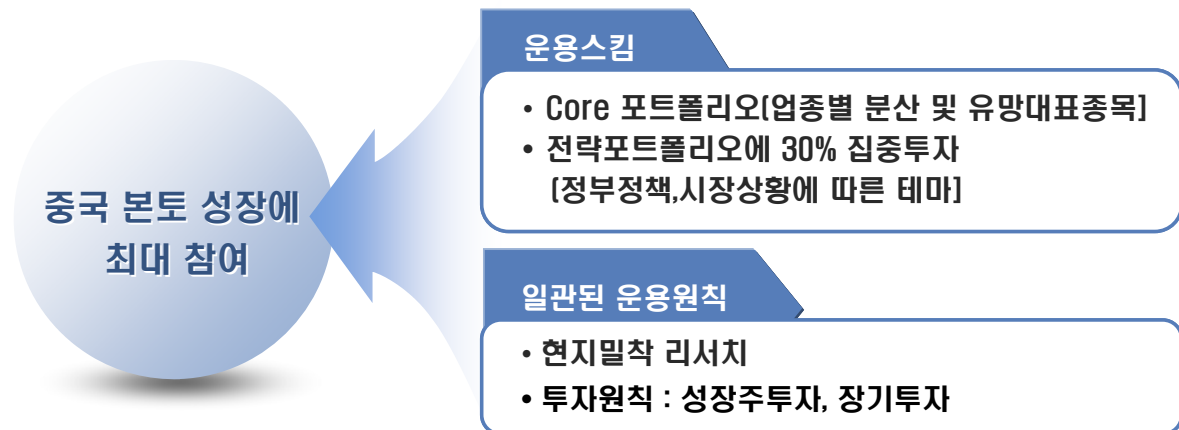 중국 본토 성장에
최대 참여
운용스킴
• Core 포트폴리오[업종별 분산 및 유망대표종목]
• 전략포트폴리오에 30% 집중투자
[정부정책,시장상황에 따른 테마]
일관된 운용원칙
• 현지밀착 리서치
• 투자원칙 : 성장주투자, 장기투자